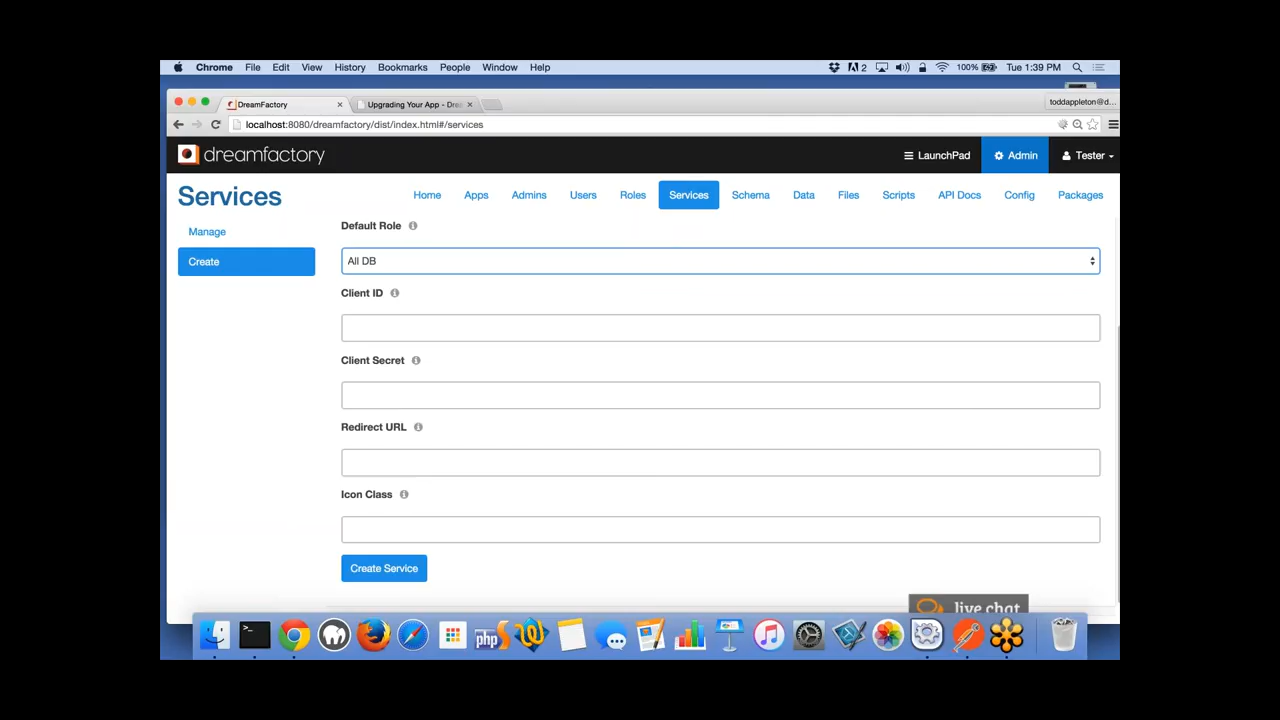 Chrome File Edit View History Bookmarks People Window Help 2 100% Tue 1:39 PM
DreamFactory Upgrading Your App - Dre
toddappleton@d...
localhost:8080/dreamfactory/dist/index.html#/services
dreamfactory LaunchPad Admin Tester
Services Home Apps Admins Users Roles Services Schema Data Files Scripts API Docs Config Packages
Manage
Create
Default Role
All DB
Client ID
Client Secret
Redirect URL
Icon Class
Create Service
live chat
php